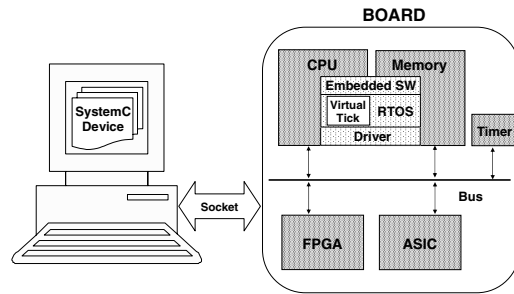 BOARD
SystemC
Device
Socket
CPU
Memory
Embedded SW
Virtual
Tick
RTOS
Driver
Timer
Bus
FPGA
ASIC